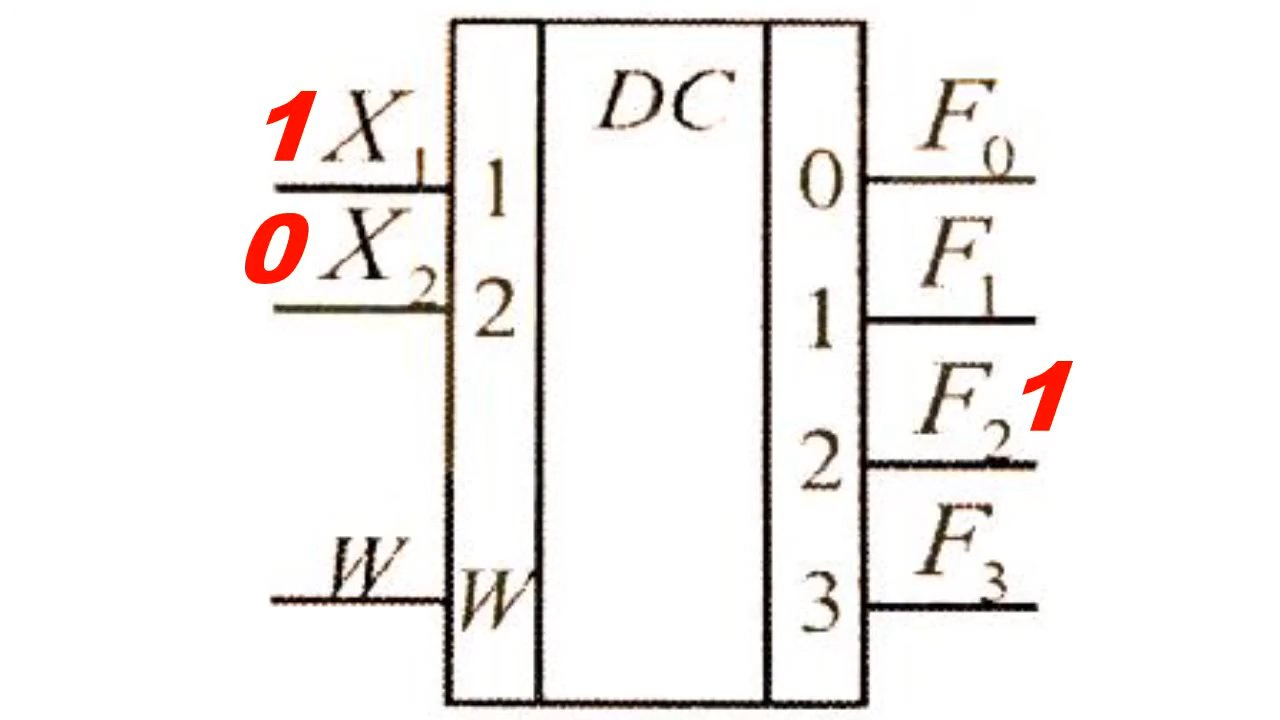 DC
1 X₁ 1
0 X₂ 2
W W
0 F₀
1 F₁
2 F₂ 1
3 F₃